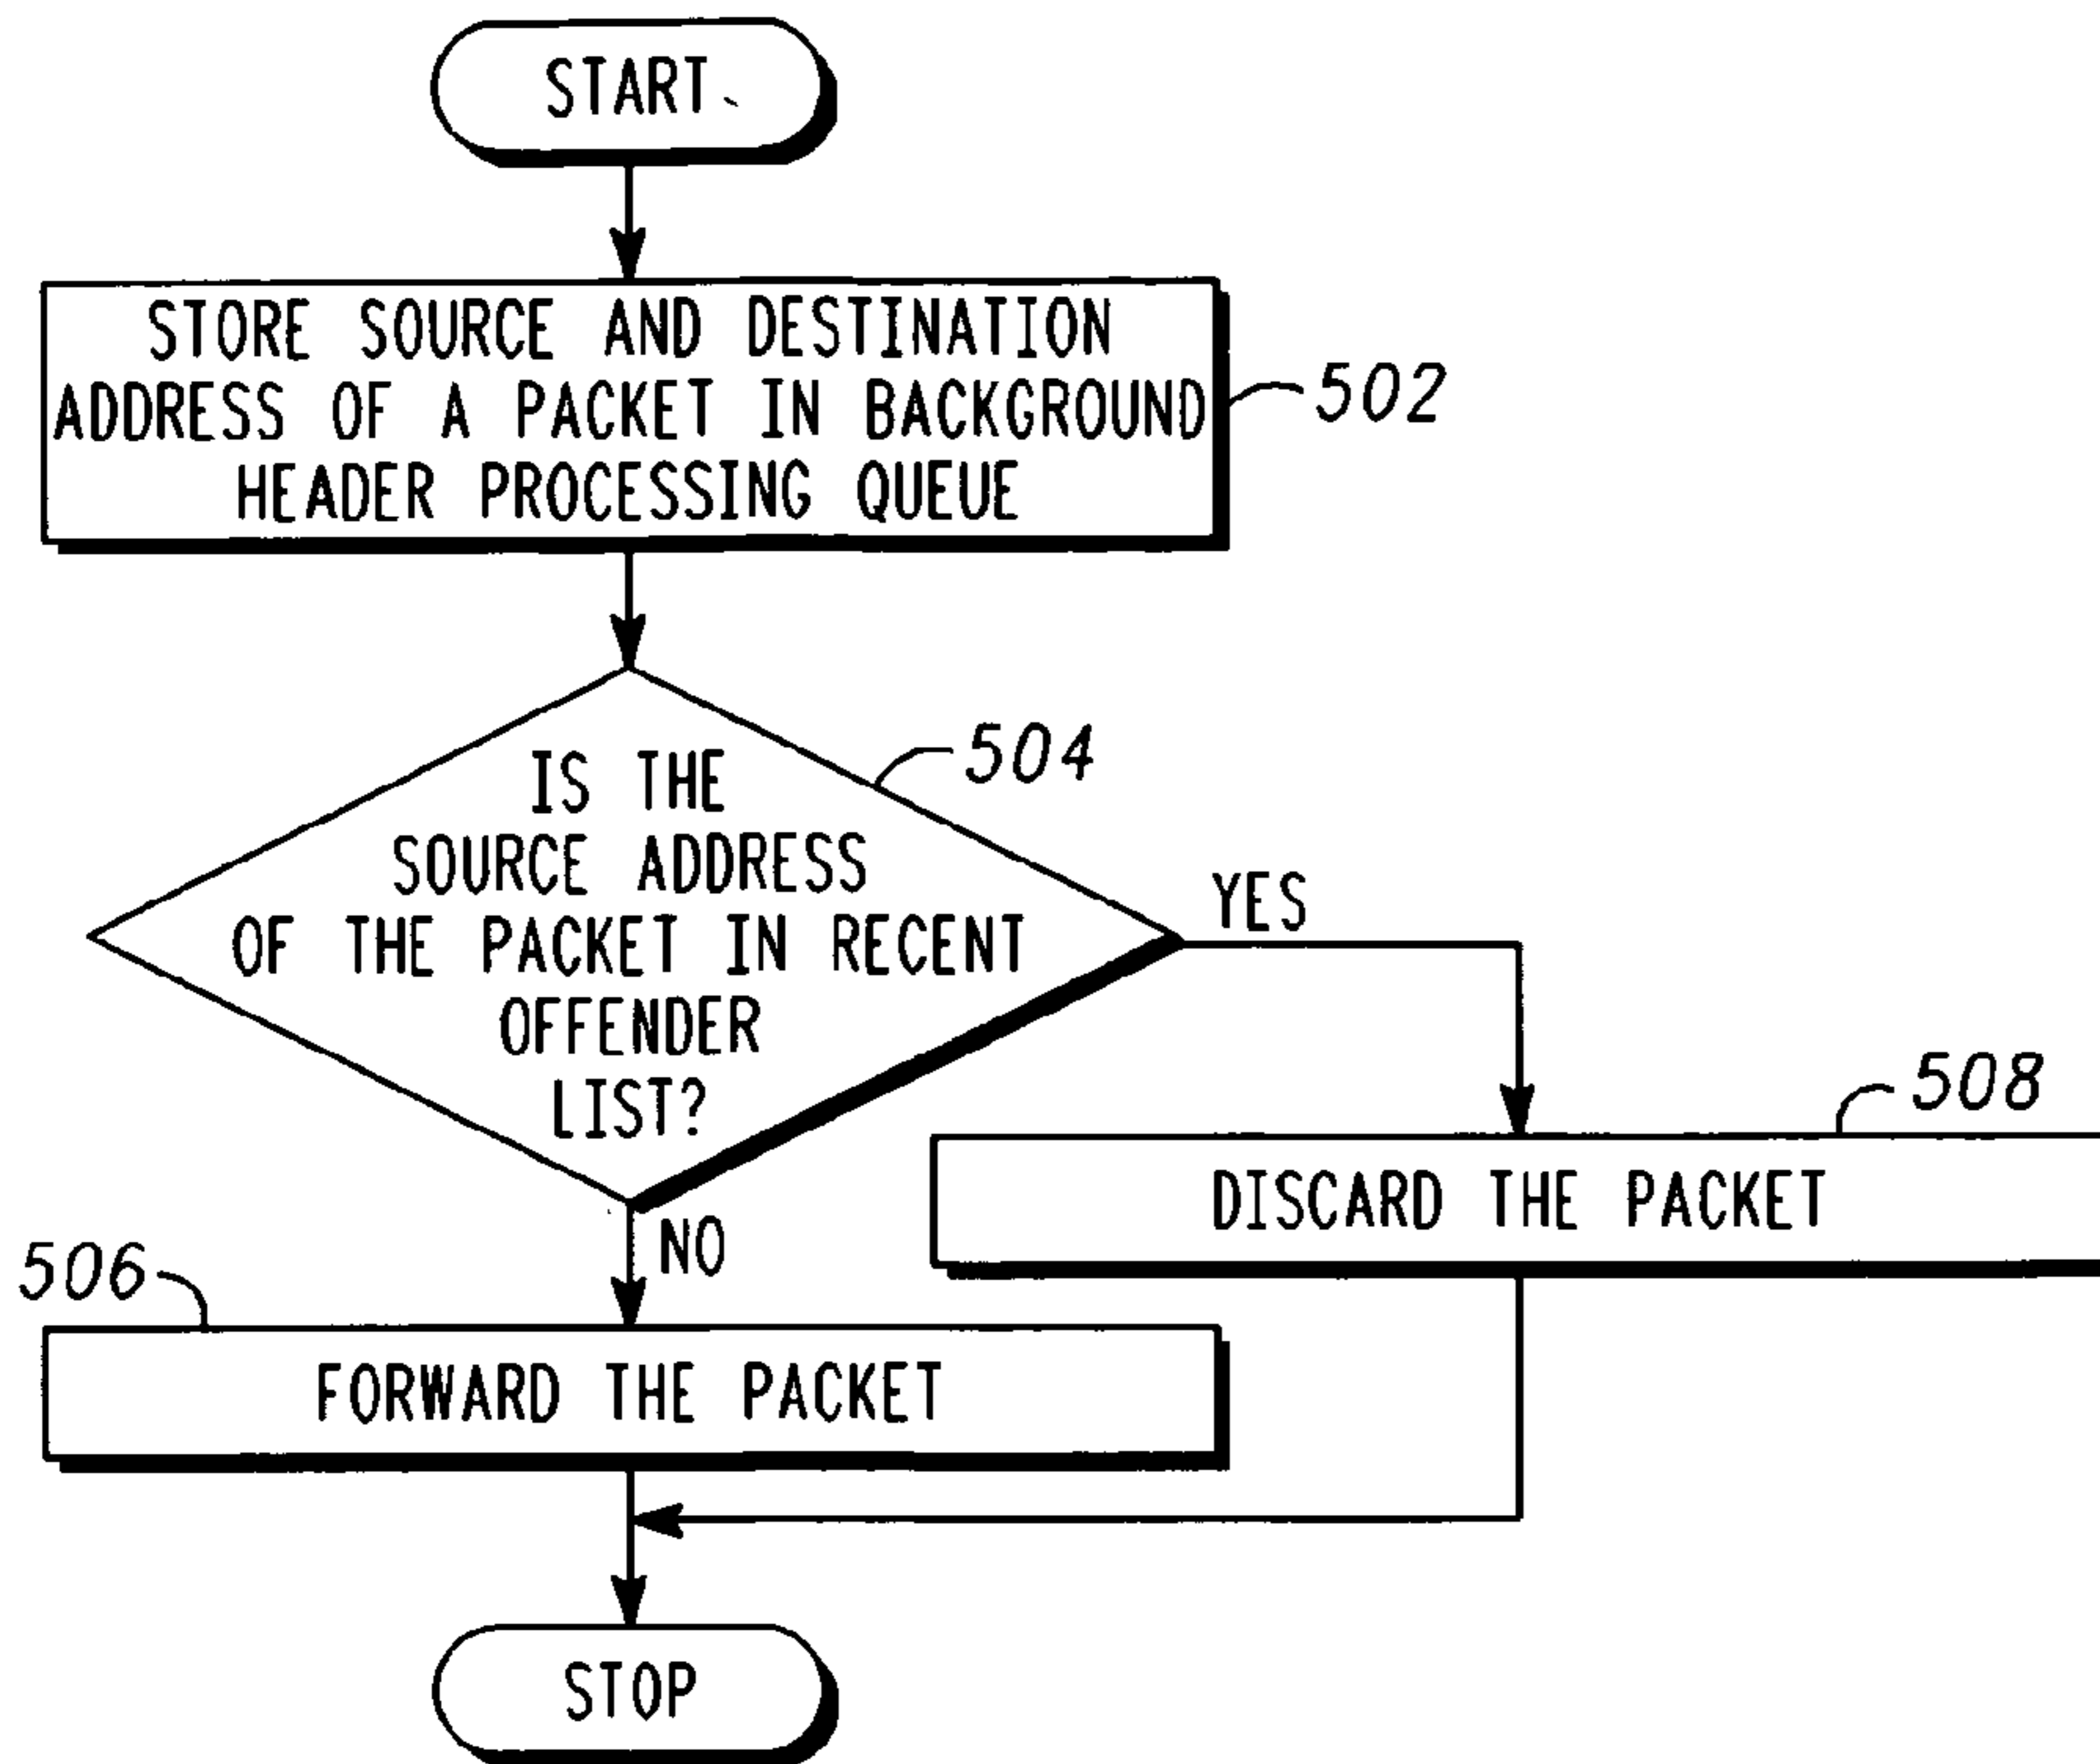 START
STORE SOURCE AND DESTINATION
ADDRESS OF A PACKET IN BACKGROUND
HEADER PROCESSING QUEUE
502
IS THE
SOURCE ADDRESS
OF THE PACKET IN RECENT
OFFENDER
LIST?
504
YES
508
DISCARD THE PACKET
NO
506
FORWARD THE PACKET
STOP